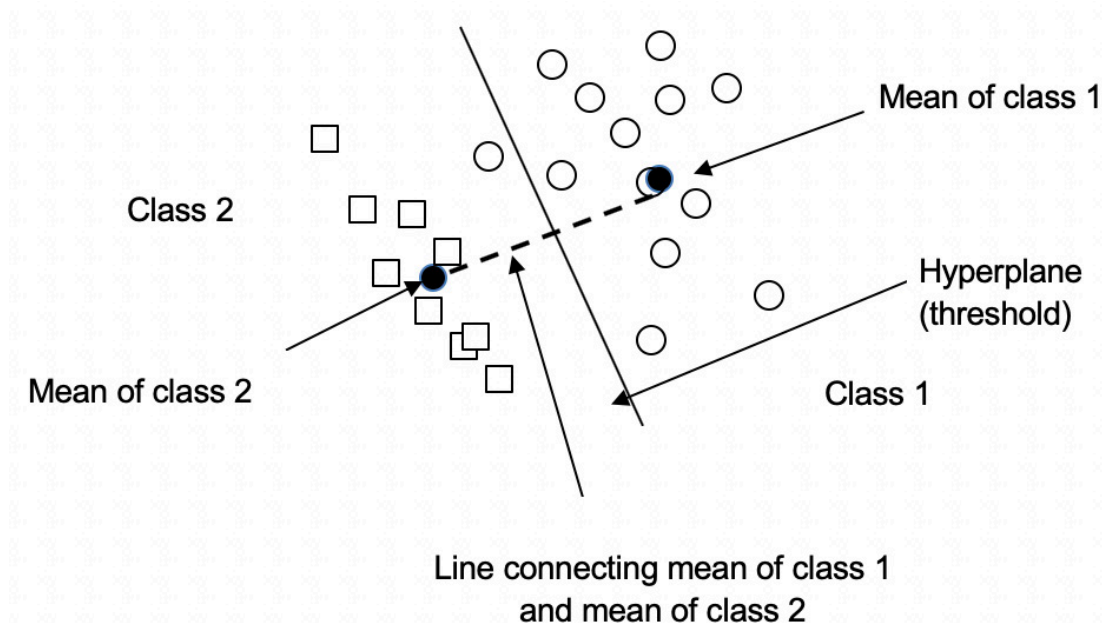 Mean of class 1
Class 2
Hyperplane
(threshold)
Mean of class 2
Class 1
Line connecting mean of class 1
and mean of class 2